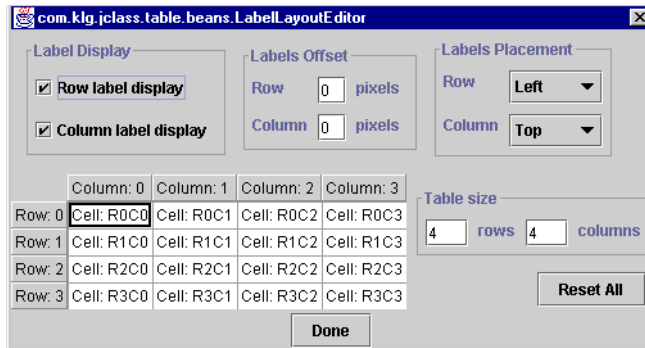 com.klg.jclass.table.beans.LabelLayoutEditor
Label Display
Row label display
Column label display
Labels Offset
Row 0 pixels
Column 0 pixels
Labels Placement
Row Left
Column Top
Column: 0 Column: 1 Column: 2 Column: 3
Row: 0 Cell: R0C0 Cell: R0C1 Cell: R0C2 Cell: R0C3
Row: 1 Cell: R1C0 Cell: R1C1 Cell: R1C2 Cell: R1C3
Row: 2 Cell: R2C0 Cell: R2C1 Cell: R2C2 Cell: R2C3
Row: 3 Cell: R3C0 Cell: R3C1 Cell: R3C2 Cell: R3C3
Table size
4 rows 4 columns
Reset All
Done